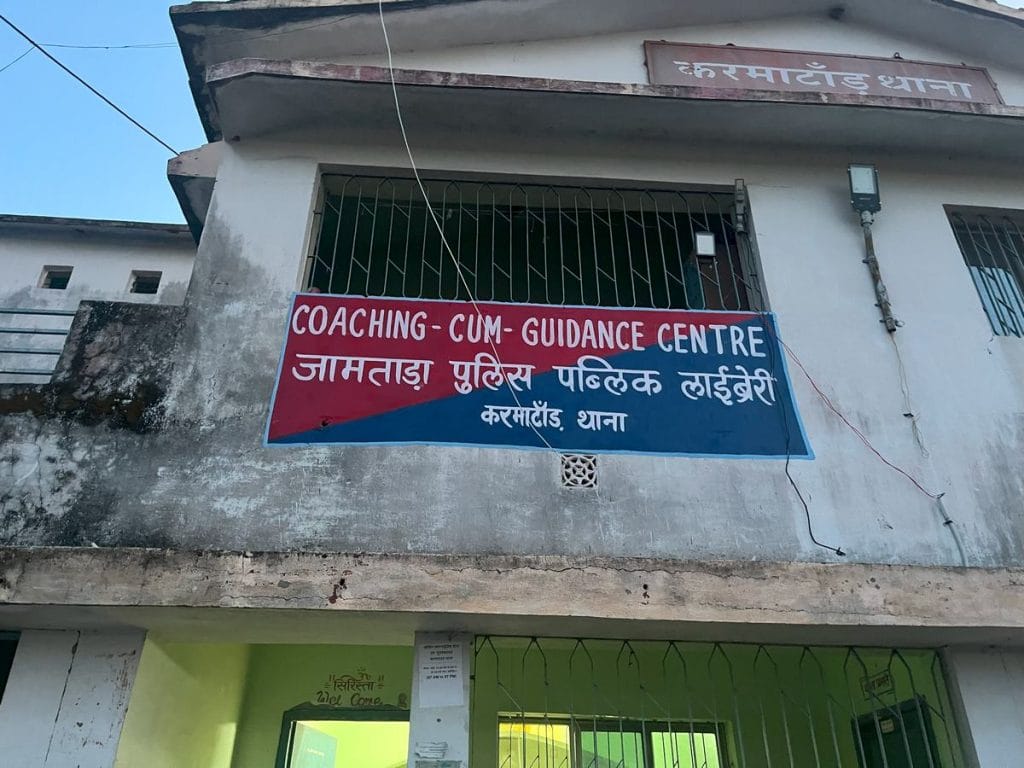 करमाटाँड़ थाना
COACHING-CUM-GUIDANCE CENTRE
जामताड़ा पुलिस पब्लिक लाईब्रेरी
करमाटाँड़ थाना
सिरिस्ता
Wel Come